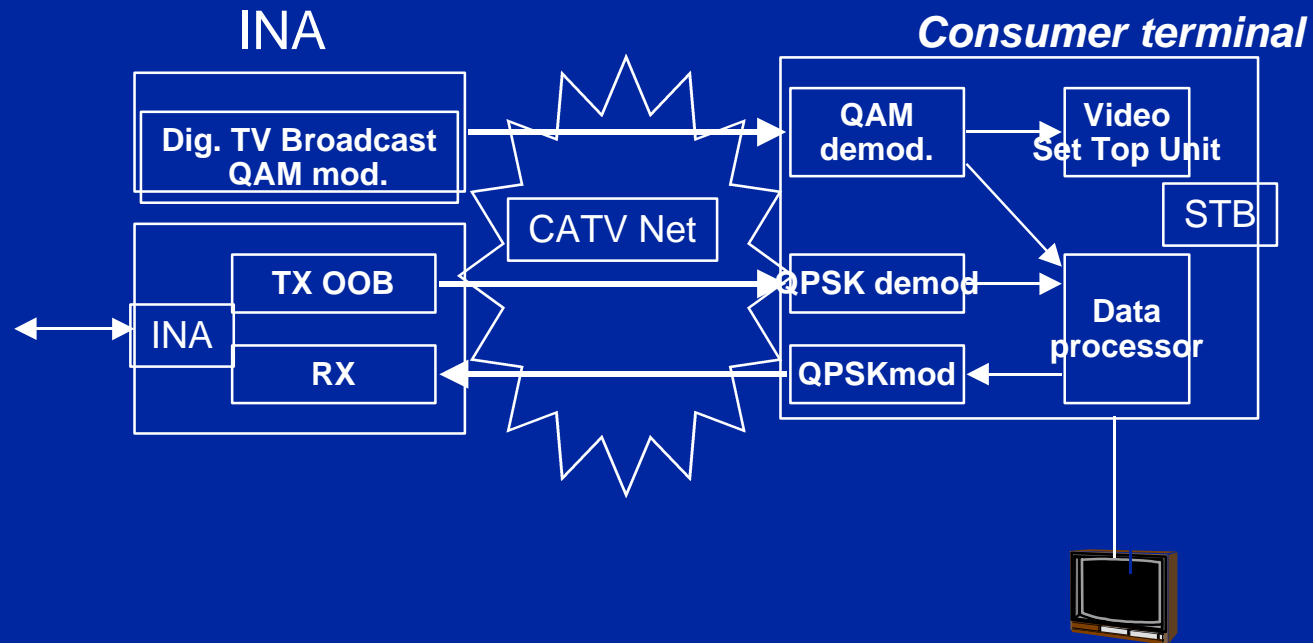 INA
Consumer terminal
Dig. TV Broadcast
QAM mod.
QAM
demod.
Video
Set Top Unit
STB
CATV Net
TX OOB
QPSK demod
INA
Data
processor
RX
QPSKmod